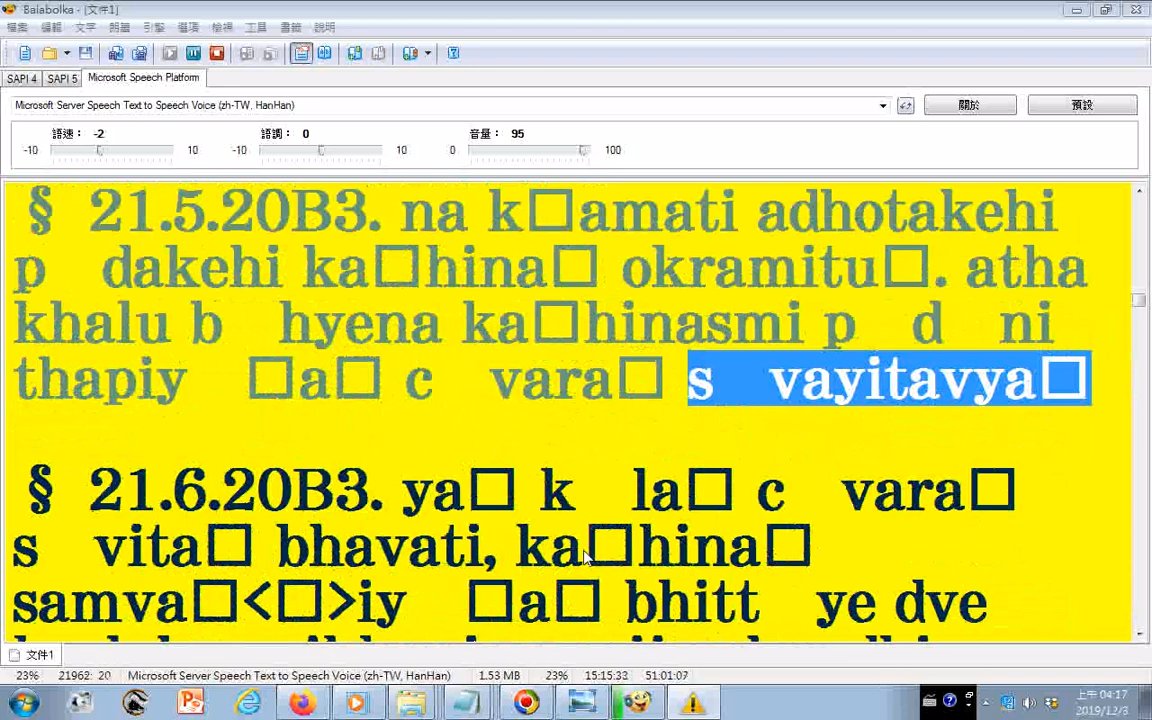 Balabolka - [文件1]
檔案 編輯 文字 朗讀 引擎 選項 檢視 工具 書籤 說明
SAPI 4 SAPI 5 Microsoft Speech Platform
Microsoft Server Speech Text to Speech Voice (zh-TW, HanHan) 關於 預設
語速： -2 語調： 0 音量： 95
-10 10 -10 10 0 100
§ 21.5.20B3. na k□amati adhotakehi
p dakehi ka□hina□ okramitu□. atha
khalu b hyena ka□hinasmi p d ni
thapiy □a□ c vara□ s vayitavya□
§ 21.6.20B3. ya□ k la□ c vara□
s vita□ bhavati, ka□hina□
samva□<□>iy □a□ bhitt ye dve
文件1
23% 21962: 20 Microsoft Server Speech Text to Speech Voice (zh-TW, HanHan) 1.53 MB 23% 15:15:33 51:01:07
上午 04:17
2019/12/3